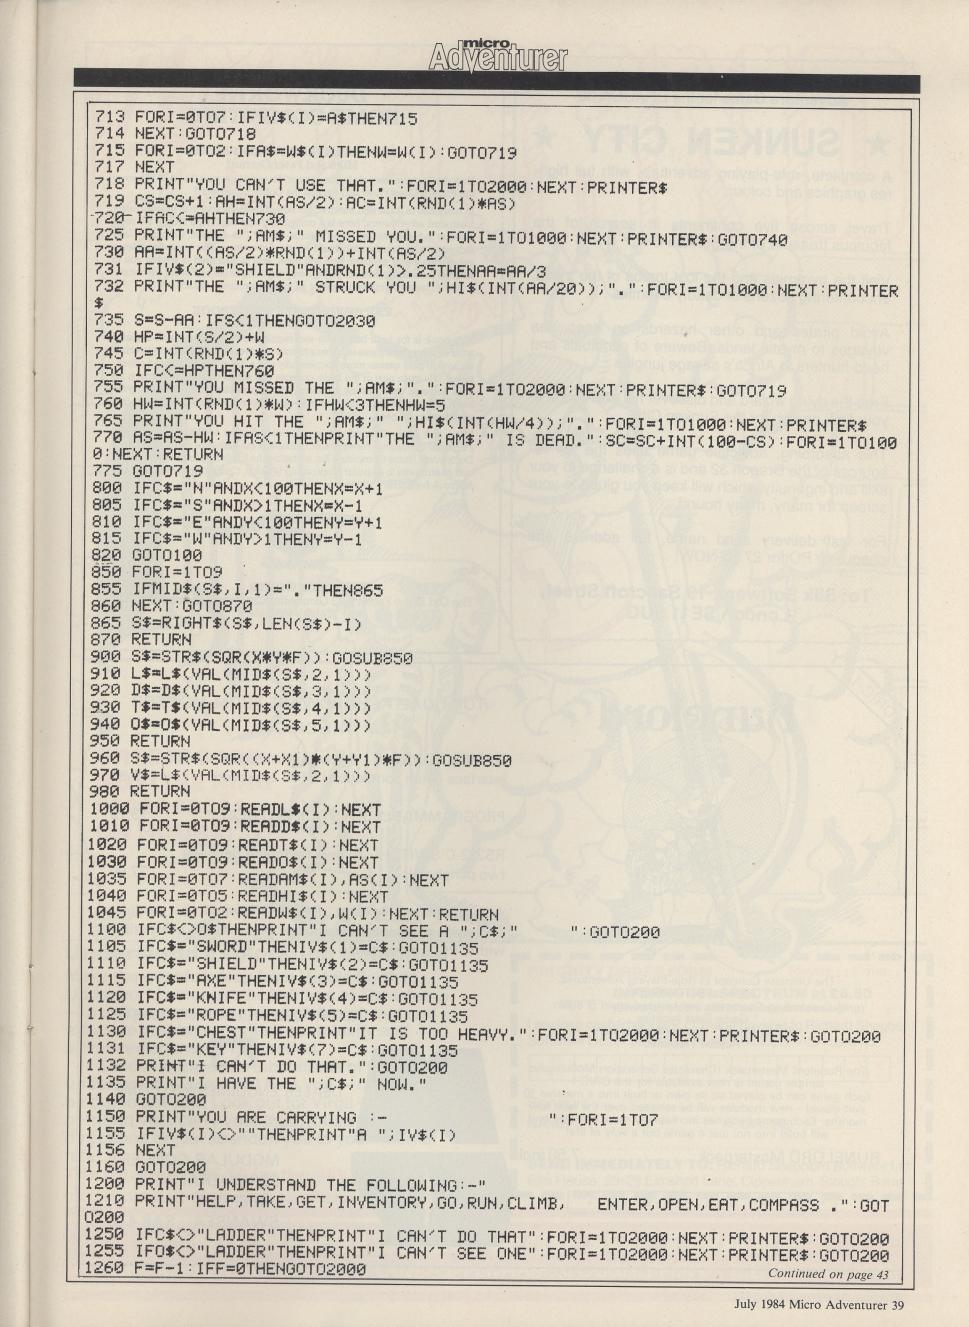 micro
Adventurer
713 FORI=0TO7:IFIV$(I)=A$THEN715
714 NEXT:GOTO718
715 FORI=0TO2:IFA$=W$(I)THENW=W(I):GOTO719
717 NEXT
718 PRINT"YOU CAN'T USE THAT.":FORI=1TO2000:NEXT:PRINTER$
719 CS=CS+1:AH=INT(AS/2):AC=INT(RND(1)*AS)
720 IFAC<=AHTHEN730
725 PRINT"THE ";AM$;" MISSED YOU.":FORI=1TO1000:NEXT:PRINTER$:GOTO740
730 AA=INT((AS/2)*RND(1))+INT(AS/2)
731 IFIV$(2)="SHIELD"ANDRND(1)>.25THENAA=AA/3
732 PRINT"THE ";AM$;" STRUCK YOU ";HI$(INT(AA/20));".":FORI=1TO1000:NEXT:PRINTER
$
735 S=S-AA:IFS<1THENGOTO2030
740 HP=INT(S/2)+W
745 C=INT(RND(1)*S)
750 IFC<=HPTHEN760
755 PRINT"YOU MISSED THE ";AM$;".":FORI=1TO2000:NEXT:PRINTER$:GOTO719
760 HW=INT(RND(1)*W):IFHW<3THENHW=5
765 PRINT"YOU HIT THE ";AM$;" ";HI$(INT(HW/4));".":FORI=1TO1000:NEXT:PRINTER$
770 AS=AS-HW:IFAS<1THENPRINT"THE ";AM$;" IS DEAD.":SC=SC+INT(100-CS):FORI=1TO100
0:NEXT:RETURN
775 GOTO719
800 IFC$="N"ANDX<100THENX=X+1
805 IFC$="S"ANDX>1THENX=X-1
810 IFC$="E"ANDY<100THENY=Y+1
815 IFC$="W"ANDY>1THENY=Y-1
820 GOTO100
850 FORI=1TO9
855 IFMID$(S$,I,1)="."THEN865
860 NEXT:GOTO870
865 S$=RIGHT$(S$,LEN(S$)-I)
870 RETURN
900 S$=STR$(SQR(X*Y*F)):GOSUB850
910 L$=L$(VAL(MID$(S$,2,1)))
920 D$=D$(VAL(MID$(S$,3,1)))
930 T$=T$(VAL(MID$(S$,4,1)))
940 O$=O$(VAL(MID$(S$,5,1)))
950 RETURN
960 S$=STR$(SQR((X+X1)*(Y+Y1)*F)):GOSUB850
970 V$=L$(VAL(MID$(S$,2,1)))
980 RETURN
1000 FORI=0TO9:READL$(I):NEXT
1010 FORI=0TO9:READD$(I):NEXT
1020 FORI=0TO9:READT$(I):NEXT
1030 FORI=0TO9:READO$(I):NEXT
1035 FORI=0TO7:READAM$(I),AS(I):NEXT
1040 FORI=0TO5:READHI$(I):NEXT
1045 FORI=0TO2:READW$(I),W(I):NEXT:RETURN
1100 IFC$<>O$THENPRINT"I CAN'T SEE A ";C$;"      ":GOTO200
1105 IFC$="SWORD"THENIV$(1)=C$:GOTO1135
1110 IFC$="SHIELD"THENIV$(2)=C$:GOTO1135
1115 IFC$="AXE"THENIV$(3)=C$:GOTO1135
1120 IFC$="KNIFE"THENIV$(4)=C$:GOTO1135
1125 IFC$="ROPE"THENIV$(5)=C$:GOTO1135
1130 IFC$="CHEST"THENPRINT"IT IS TOO HEAVY.":FORI=1TO2000:NEXT:PRINTER$:GOTO200
1131 IFC$="KEY"THENIV$(7)=C$:GOTO1135
1132 PRINT"I CAN'T DO THAT.":GOTO200
1135 PRINT"I HAVE THE ";C$;" NOW."
1140 GOTO200
1150 PRINT"YOU ARE CARRYING :-                  ":FORI=1TO7
1155 IFIV$(I)<>""THENPRINT"A ";IV$(I)
1156 NEXT
1160 GOTO200
1200 PRINT"I UNDERSTAND THE FOLLOWING:-"
1210 PRINT"HELP,TAKE,GET,INVENTORY,GO,RUN,CLIMB,    ENTER,OPEN,EAT,COMPASS .":GOT
O200
1250 IFC$<>"LADDER"THENPRINT"I CAN'T DO THAT":FORI=1TO2000:NEXT:PRINTER$:GOTO200
1255 IFO$<>"LADDER"THENPRINT"I CAN'T SEE ONE":FORI=1TO2000:NEXT:PRINTER$:GOTO200
1260 F=F-1:IFF=0THENGOTO2000
Continued on page 43
July 1984 Micro Adventurer 39